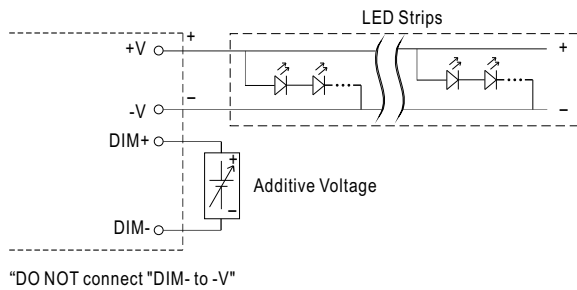 LED Strips
+V + +
-V – –
DIM+
+
Additive Voltage
–
DIM-
“DO NOT connect "DIM- to -V"